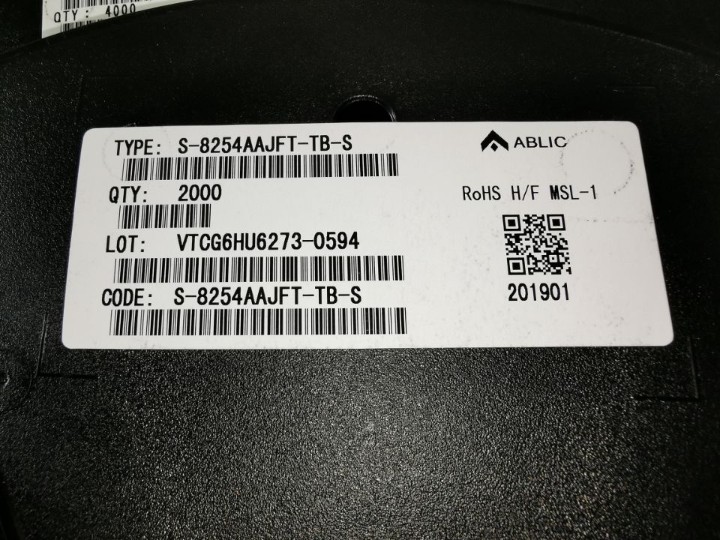 QTY: 4000
TYPE: S-8254AAJFT-TB-S
ABLIC
QTY: 2000
RoHS H/F MSL-1
LOT: VTCG6HU6273-0594
CODE: S-8254AAJFT-TB-S
201901